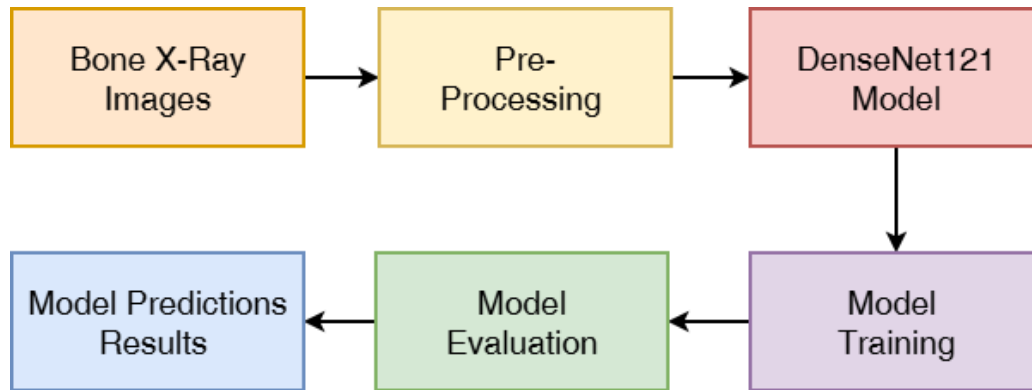 Bone X-Ray
Images
Pre-
Processing
DenseNet121
Model
Model
Training
Model
Evaluation
Model Predictions
Results